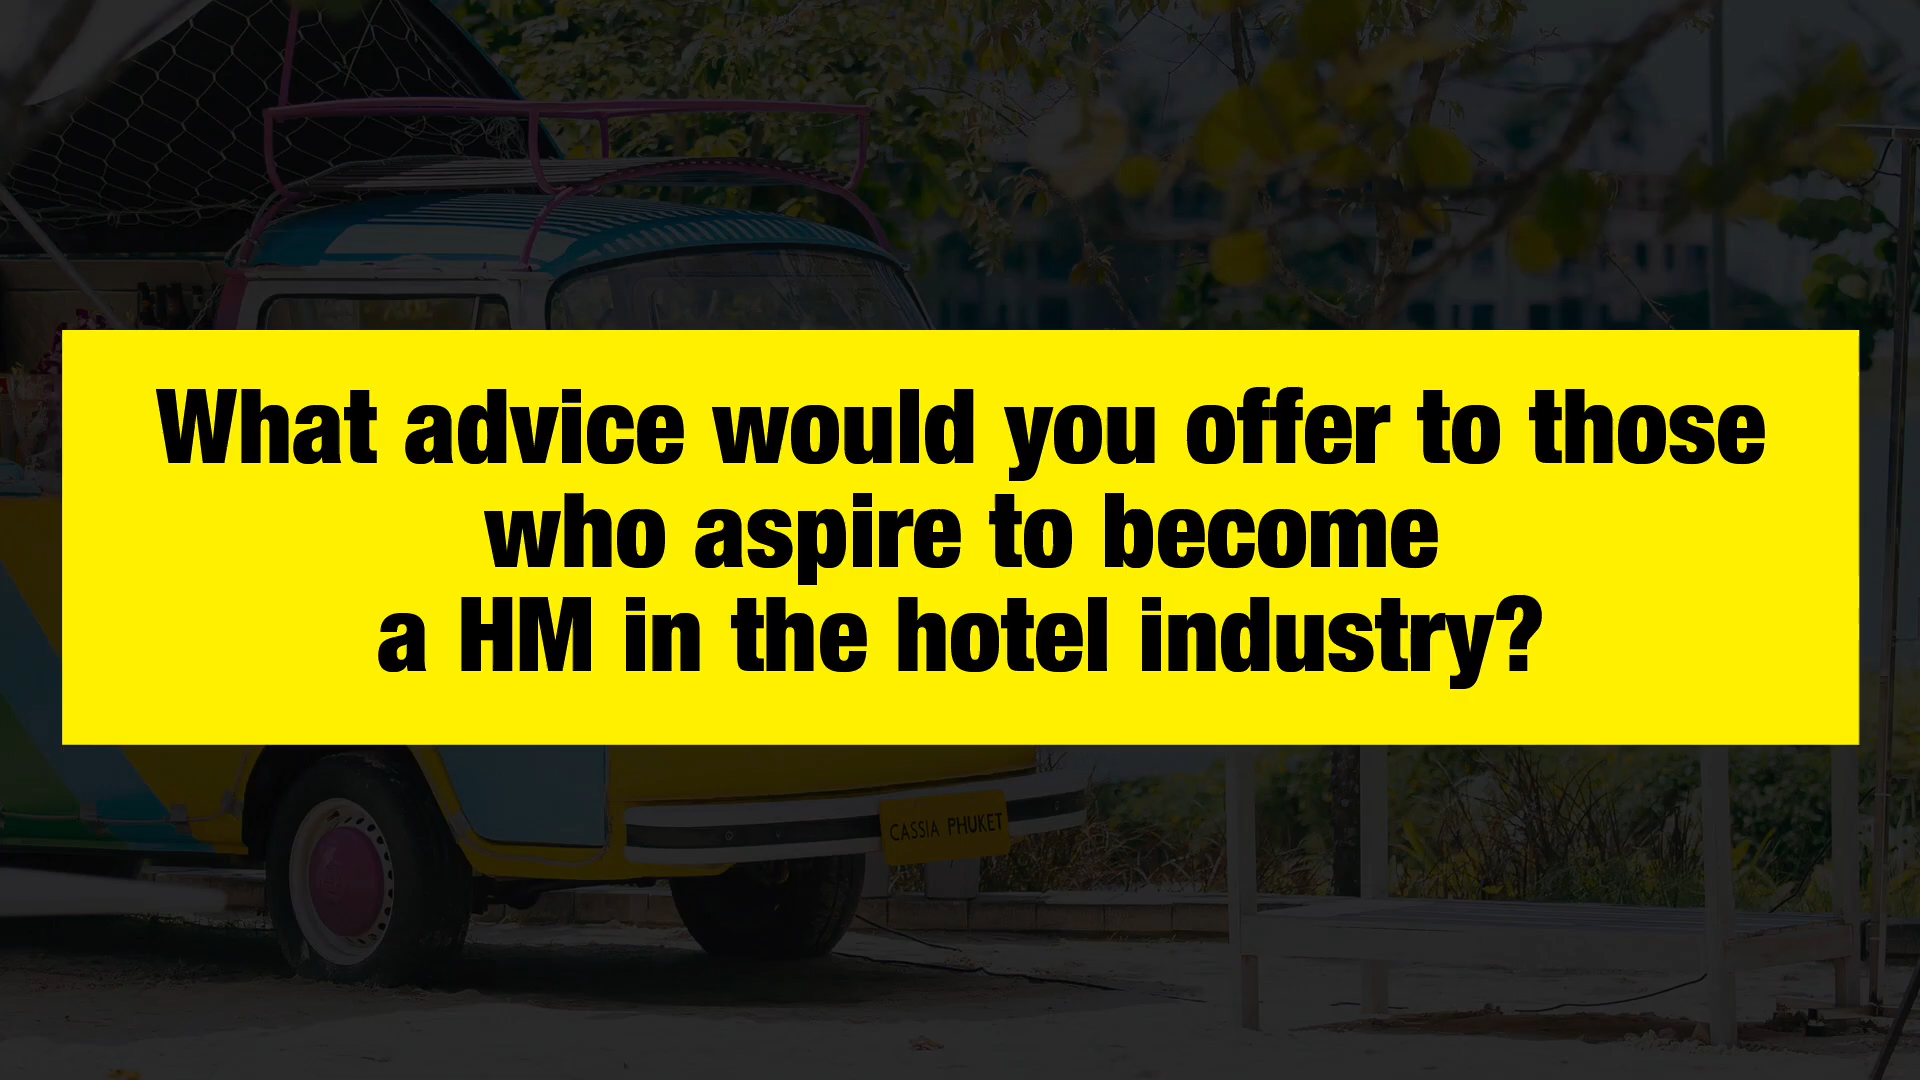 What advice would you offer to those
who aspire to become
a HM in the hotel industry?
CASSIA PHUKET